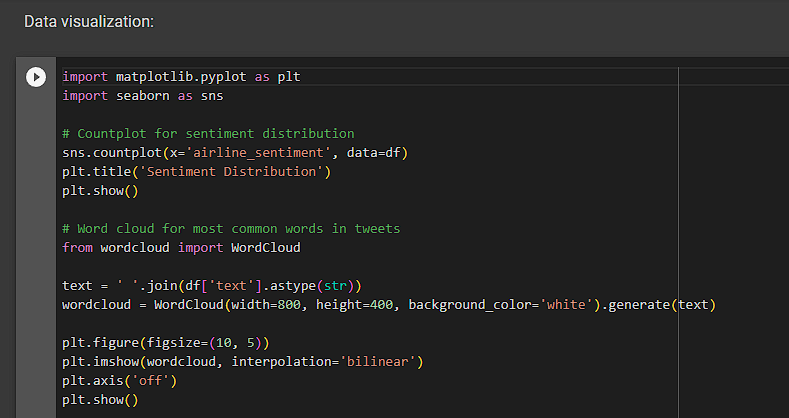 Data visualization:
import matplotlib.pyplot as plt
import seaborn as sns
# Countplot for sentiment distribution
sns.countplot(x='airline_sentiment', data=df)
plt.title('Sentiment Distribution')
plt.show()
# Word cloud for most common words in tweets
from wordcloud import WordCloud
text = ' '.join(df['text'].astype(str))
wordcloud = WordCloud(width=800, height=400, background_color='white').generate(text)
plt.figure(figsize=(10, 5))
plt.imshow(wordcloud, interpolation='bilinear')
plt.axis('off')
plt.show()